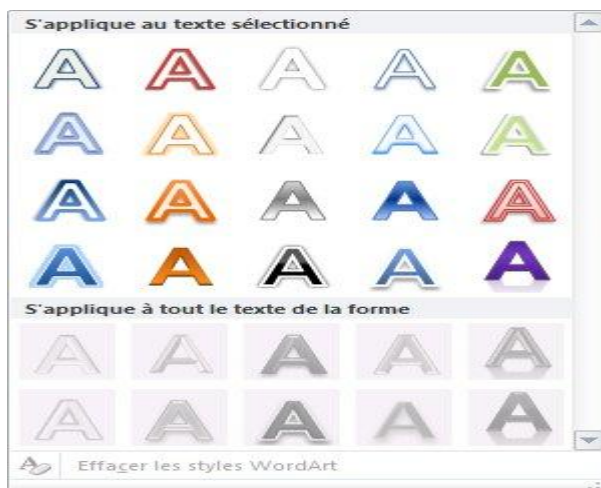 S'applique au texte sélectionné
A A A A A
A A A A A
A A A A A
A A A A A
S'applique à tout le texte de la forme
A A A A A
A A A A A
Effacer les styles WordArt